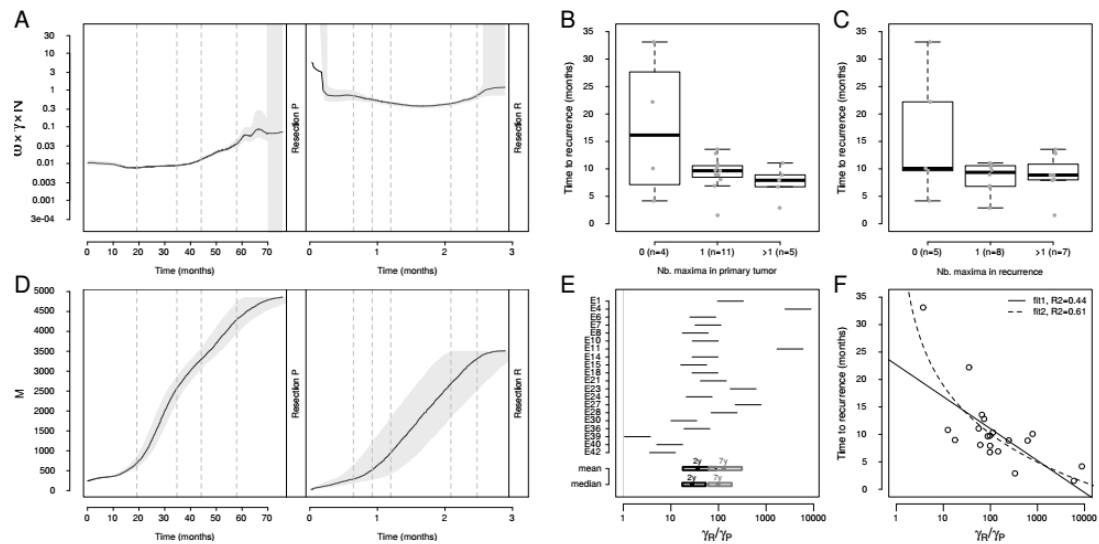 A
30
10
3
1
0.3
0.1
0.03
0.01
0.003
0.001
3e-04
ω × γ × N
Resection P
Resection R
0 10 20 30 40 50 60 70
0 1 2 3
Time (months)
Time (months)
B
Time to recurrence (months)
35
30
25
20
15
10
5
0
0 (n=4) 1 (n=11) >1 (n=5)
Nb. maxima in primary tumor
C
Time to recurrence (months)
35
30
25
20
15
10
5
0
0 (n=5) 1 (n=8) >1 (n=7)
Nb. maxima in recurrence
D
M
5000
4500
4000
3500
3000
2500
2000
1500
1000
500
0
Resection P
Resection R
0 10 20 30 40 50 60 70
0 1 2 3
Time (months)
Time (months)
E
E1
E4
E6
E7
E8
E10
E11
E14
E15
E18
E21
E23
E24
E27
E28
E30
E36
E39
E40
E42
mean
median
2y 7y
2y 7y
1 10 100 1000 10000
γR/γP
F
fit1, R2=0.44
fit2, R2=0.61
Time to recurrence (months)
35
30
25
20
15
10
5
0
1 10 100 1000 10000
γR/γP